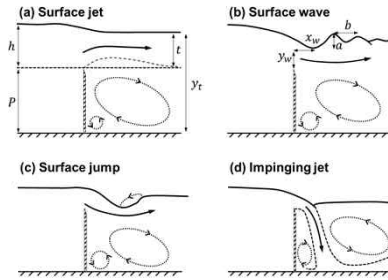 (a) Surface jet
(b) Surface wave
h
t
P
y_t
x_w
b
a
y_w
(c) Surface jump
(d) Impinging jet